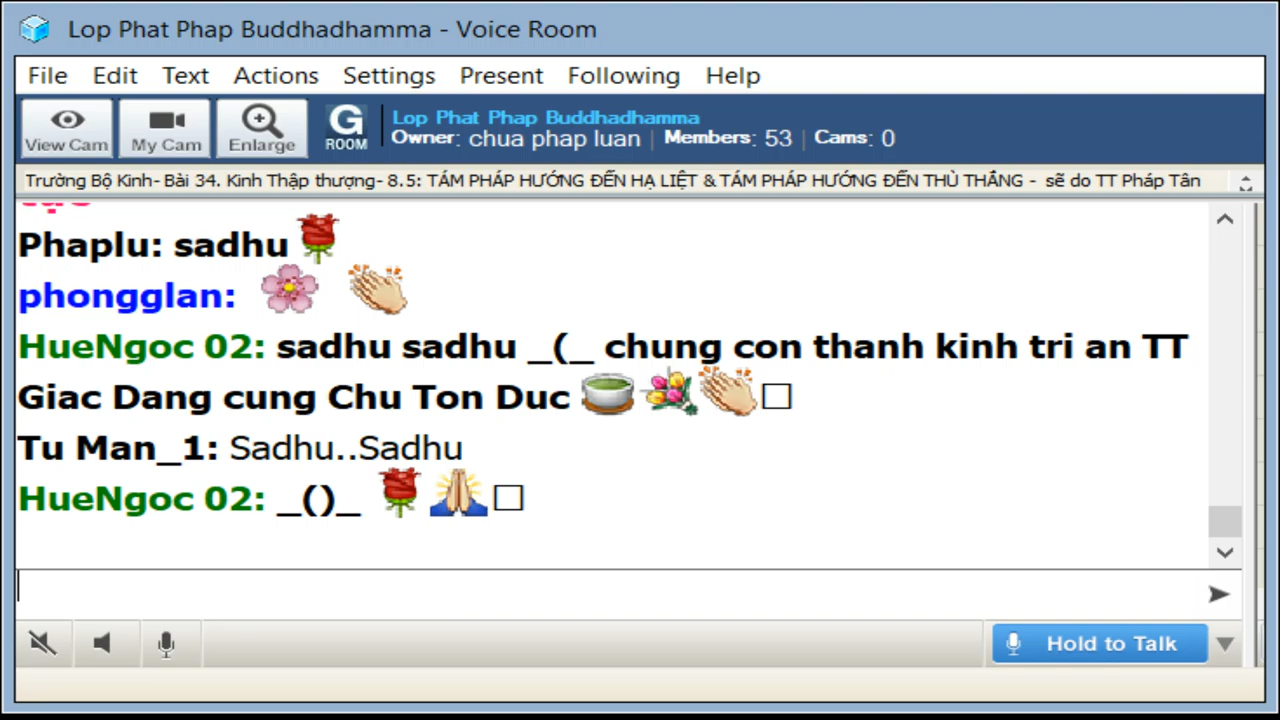 Lop Phat Phap Buddhadhamma - Voice Room
File Edit Text Actions Settings Present Following Help
View Cam My Cam Enlarge G ROOM
Lop Phat Phap Buddhadhamma
Owner: chua phap luan | Members: 53 | Cams: 0
Trường Bộ Kinh- Bài 34. Kinh Thập thượng- 8.5: TÁM PHÁP HƯỚNG ĐẾN HẠ LIỆT & TÁM PHÁP HƯỚNG ĐẾN THÙ THẮNG - sẽ do TT Pháp Tân
Phaplu: sadhu
phongglan:
HueNgoc 02: sadhu sadhu _(_ chung con thanh kinh tri an TT
Giac Dang cung Chu Ton Duc
Tu Man_1: Sadhu..Sadhu
HueNgoc 02: _()_
Hold to Talk